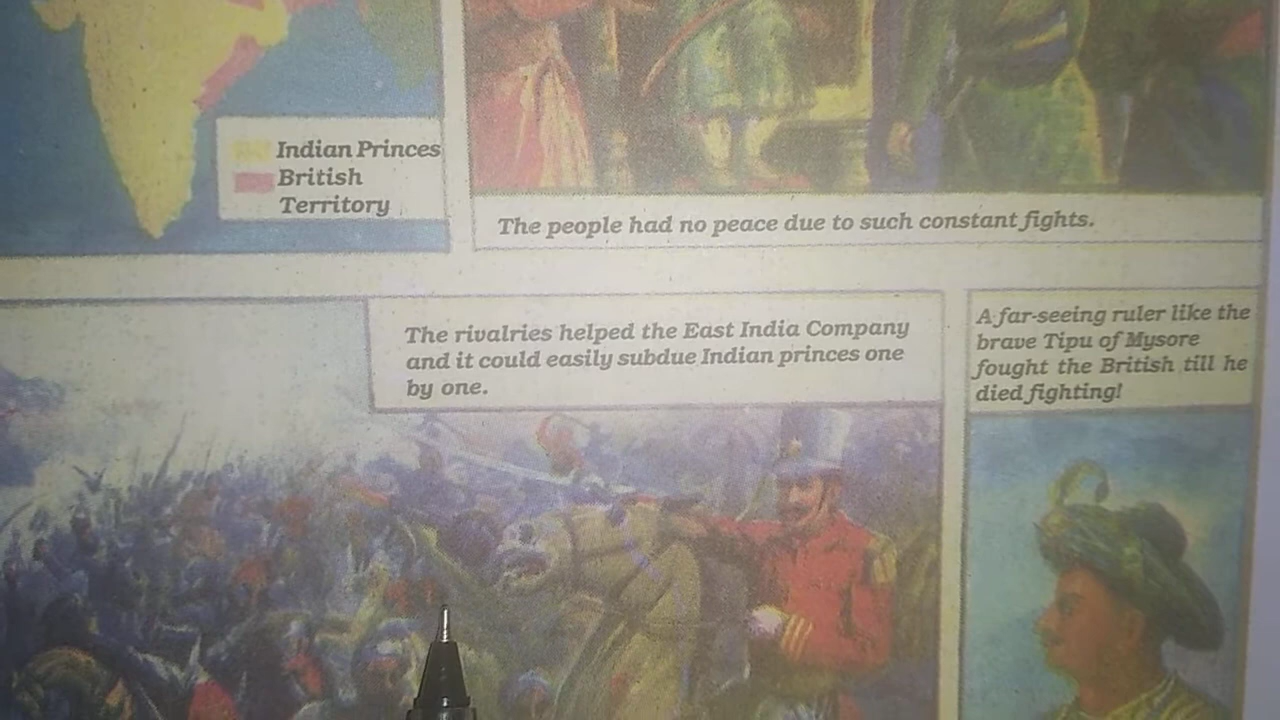 Indian Princes
British
Territory
The people had no peace due to such constant fights.
The rivalries helped the East India Company
and it could easily subdue Indian princes one
by one.
A far-seeing ruler like the
brave Tipu of Mysore
fought the British till he
died fighting!